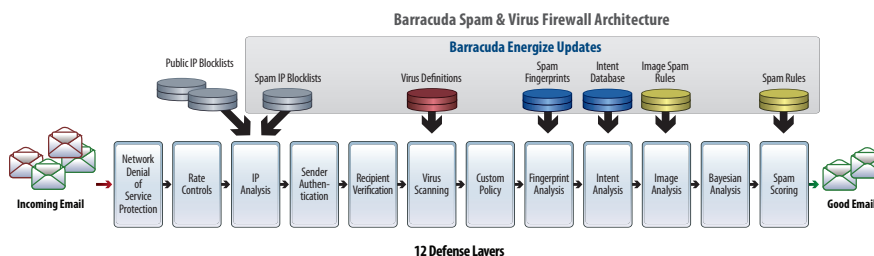 Barracuda Spam & Virus Firewall Architecture
Barracuda Energize Updates
Public IP Blocklists
Spam IP Blocklists
Virus Definitions
Spam
Fingerprints
Intent
Database
Image Spam
Rules
Spam Rules
Incoming Email
Network
Denial
of
Service
Protection
Rate
Controls
IP
Analysis
Sender
Authen-
tication
Recipient
Verification
Virus
Scanning
Custom
Policy
Fingerprint
Analysis
Intent
Analysis
Image
Analysis
Bayesian
Analysis
Spam
Scoring
Good Email
12 Defense Layers